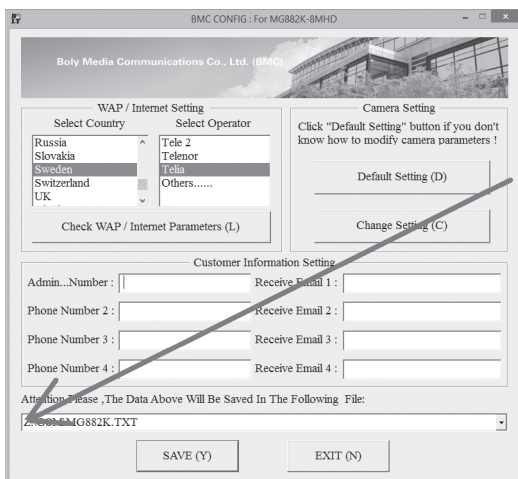 BMC CONFIG : For MG882K-8MHD
Boly Media Communications Co., Ltd. (BMC)
WAP / Internet Setting
Select Country
Select Operator
Russia
Slovakia
Sweden
Switzerland
UK
Tele 2
Telenor
Telia
Others......
Check WAP / Internet Parameters (L)
Camera Setting
Click "Default Setting" button if you don't
know how to modify camera parameters !
Default Setting (D)
Change Setting (C)
Customer Information Setting
Admin...Number :
Receive Email 1 :
Phone Number 2 :
Receive Email 2 :
Phone Number 3 :
Receive Email 3 :
Phone Number 4 :
Receive Email 4 :
Attention Please ,The Data Above Will Be Saved In The Following File:
SAVE (Y)
EXIT (N)